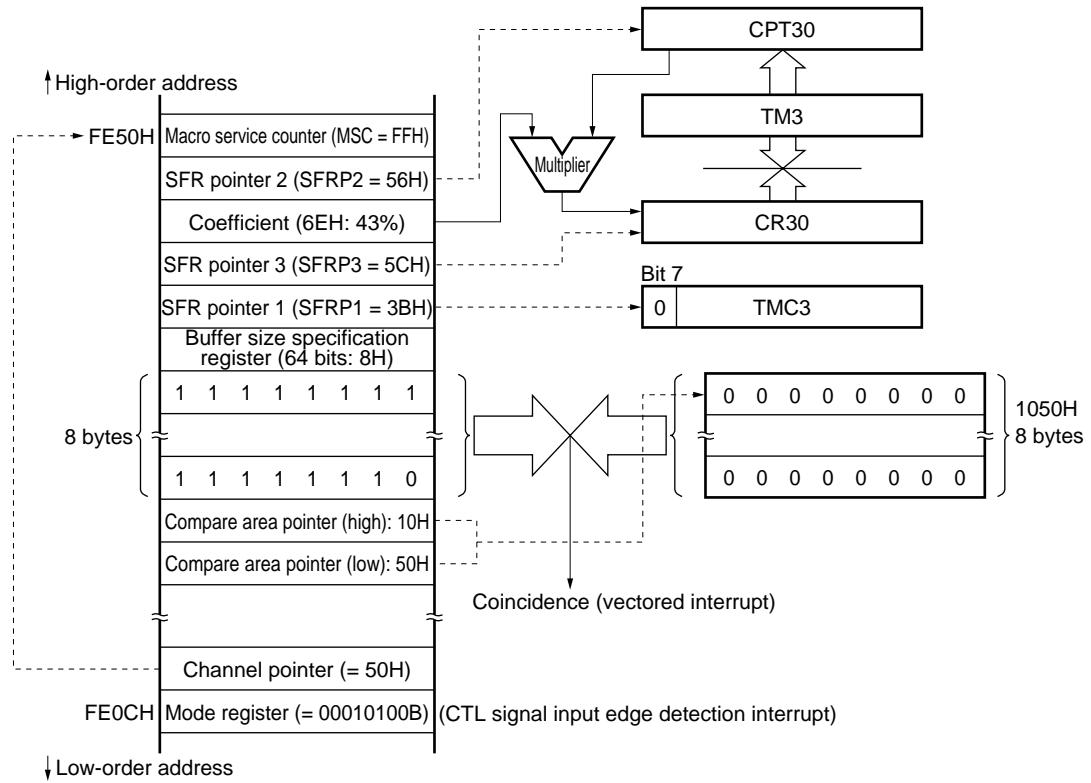 CPT30
↑ High-order address
FE50H
Macro service counter (MSC = FFH)
TM3
Multiplier
SFR pointer 2 (SFRP2 = 56H)
Coefficient (6EH: 43%)
CR30
SFR pointer 3 (SFRP3 = 5CH)
Bit 7
SFR pointer 1 (SFRP1 = 3BH)
0 TMC3
Buffer size specification
register (64 bits: 8H)
1 1 1 1 1 1 1 1
0 0 0 0 0 0 0 0
1050H
8 bytes
8 bytes
1 1 1 1 1 1 1 0
0 0 0 0 0 0 0 0
Compare area pointer (high): 10H
Compare area pointer (low): 50H
Coincidence (vectored interrupt)
Channel pointer (= 50H)
FE0CH
Mode register (= 00010100B)
(CTL signal input edge detection interrupt)
↓ Low-order address